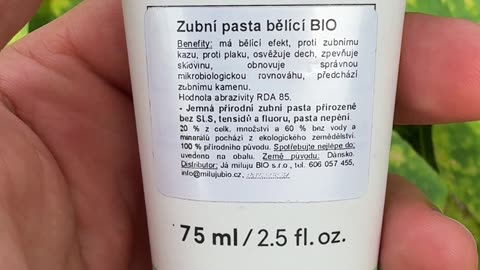 Zubní pasta bělící BIO
Benefity: má bělící efekt, proti zubnímu
kazu, proti plaku, osvěžuje dech, zpevňuje
sklovinu, obnovuje správnou
mikrobiologickou rovnováhu, předchází
zubnímu kamenu.
Hodnota abrazivity RDA 85.
- Jemná přírodní zubní pasta přirozeně
bez SLS, tensidů a fluoru, pasta nepění.
20 % z celk. množství a 60 % bez vody a
minerálů pochází z ekologického zemědělství.
100 % přírodního původu. Spotřebujte nejlépe do:
uvedeno na obalu. Země původu: Dánsko.
Distributor: Já miluju BIO s.r.o., tel. 606 057 455,
info@milujubio.cz,
75 ml / 2.5 fl. oz.